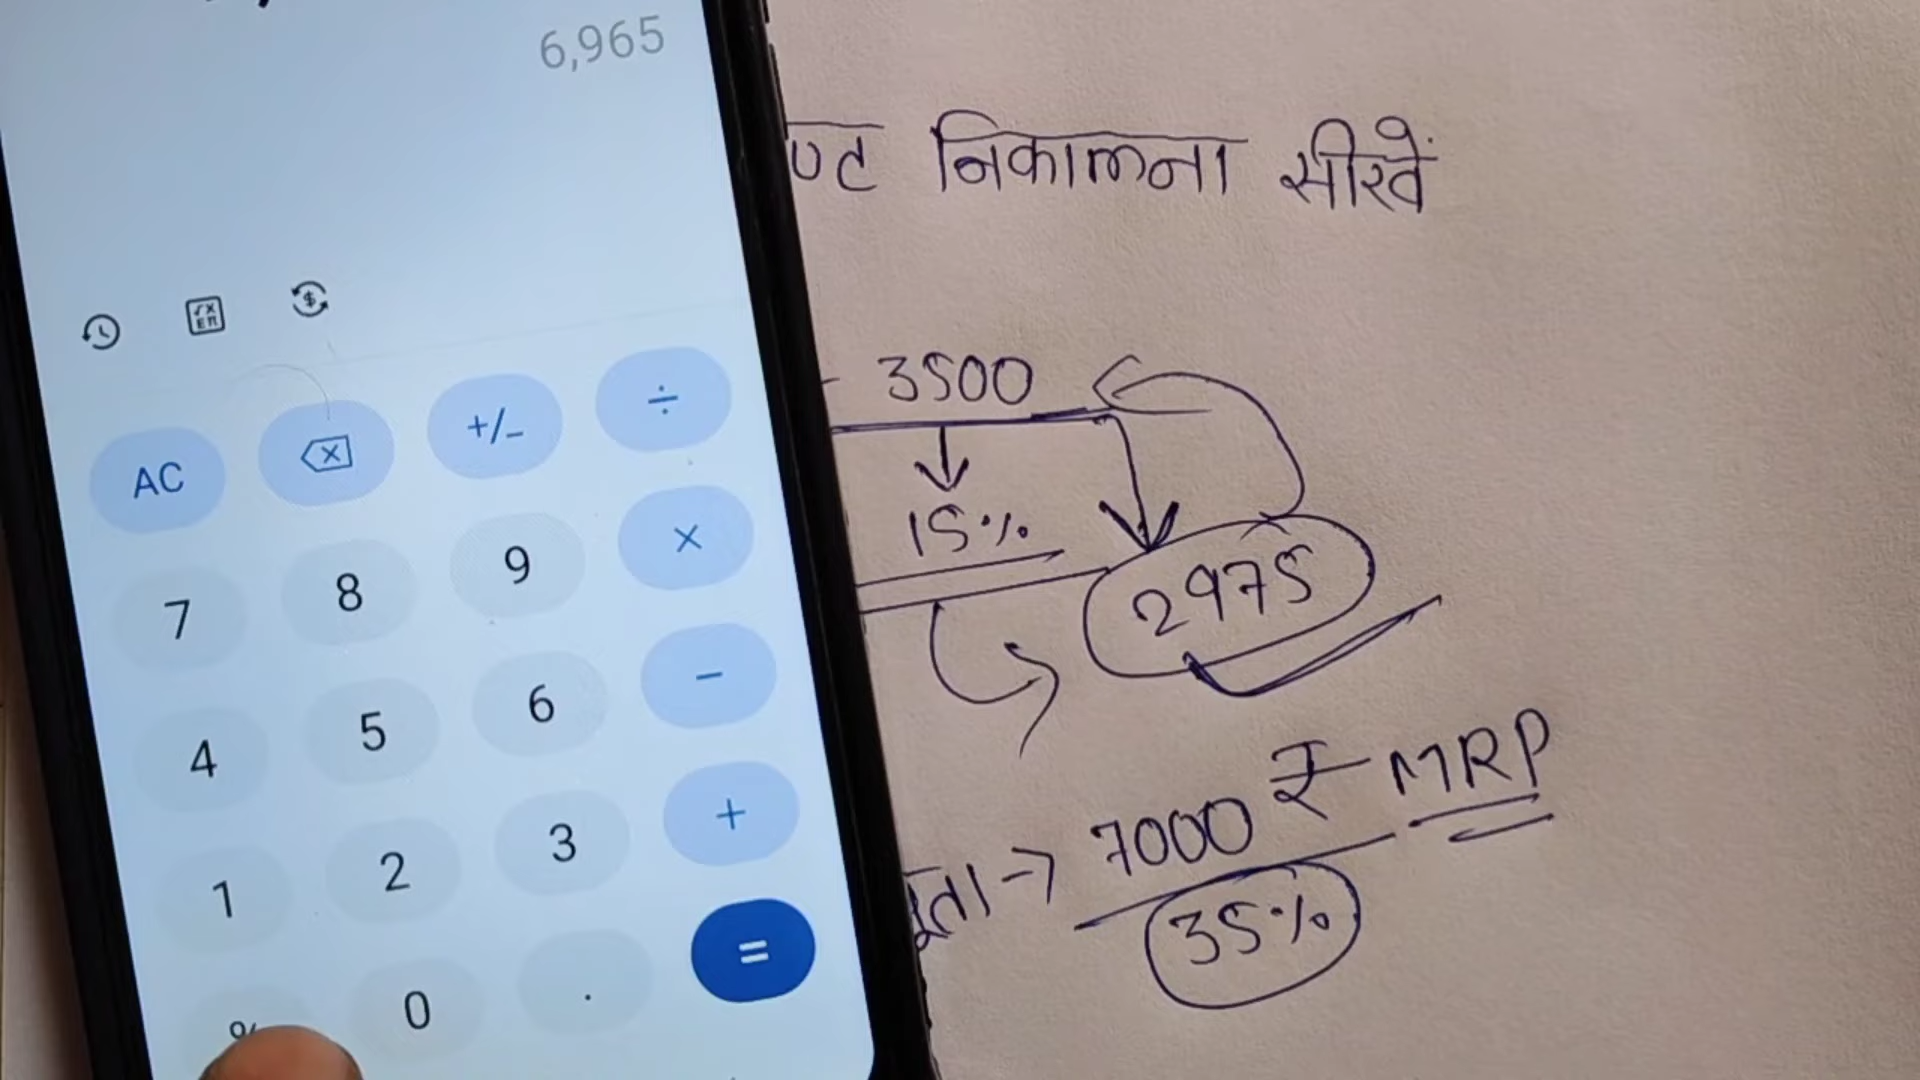 6,965
निकालना सीखें
AC +/- ÷
7 8 9 ×
4 5 6 -
1 2 3 +
0 . =
3500
15%
2975
7000 ₹ MRP
35%